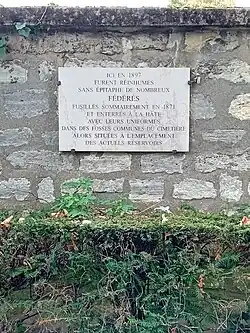 ICI EN 1897
FURENT RÉINHUMÉS
SANS ÉPITAPHE DE NOMBREUX
FÉDÉRÉS
FUSILLÉS SOMMAIREMENT EN 1871
ET ENTERRÉS À LA HÂTE
AVEC LEURS UNIFORMES
DANS DES FOSSES COMMUNES DU CIMETIÈRE
ALORS SITUÉES À L'EMPLACEMENT
DES ACTUELS RÉSERVOIRS